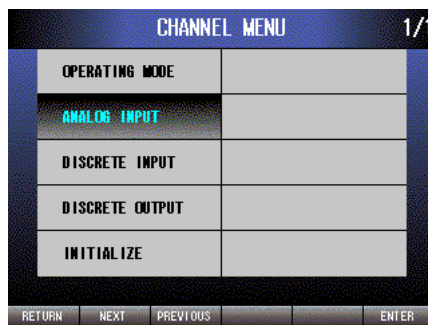 CHANNEL MENU 1/1
OPERATING MODE
ANALOG INPUT
DISCRETE INPUT
DISCRETE OUTPUT
INITIALIZE
RETURN NEXT PREVIOUS ENTER